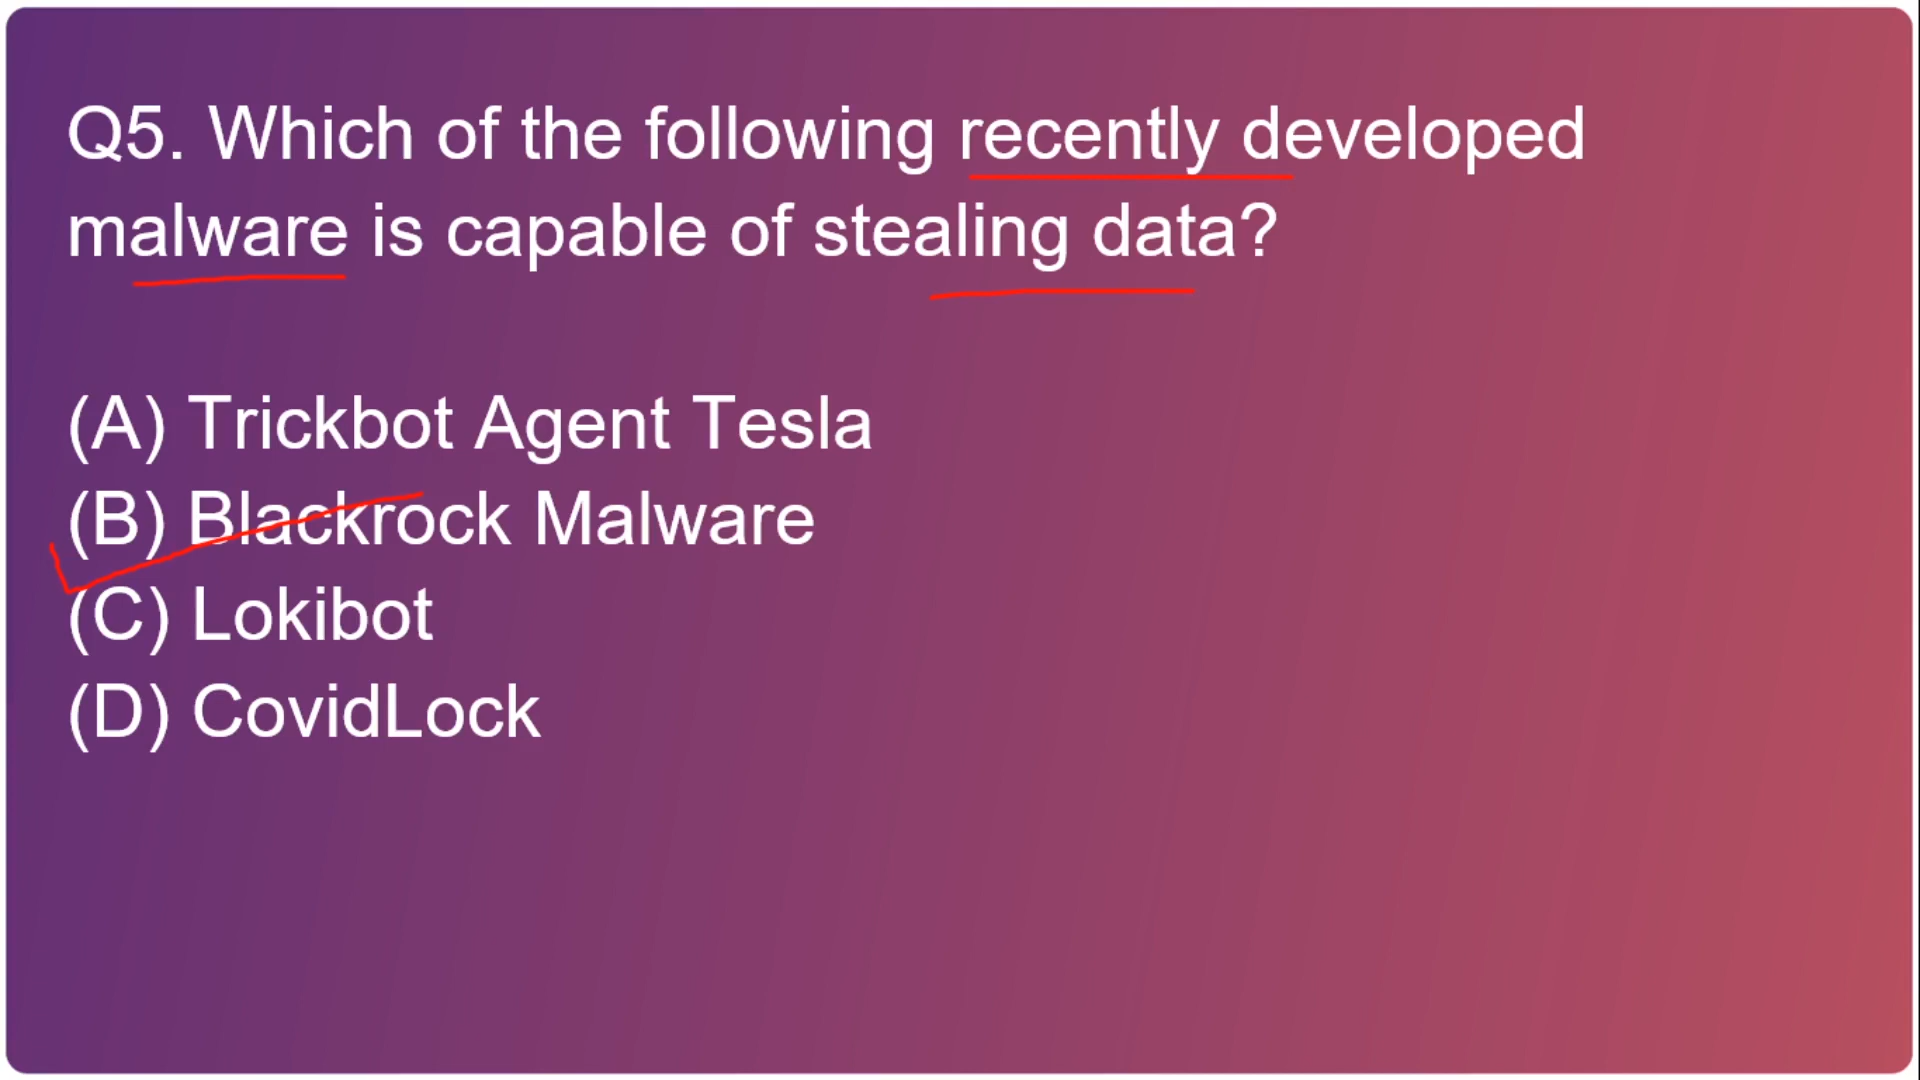 Q5. Which of the following recently developed
malware is capable of stealing data?
(A) Trickbot Agent Tesla
(B) Blackrock Malware
(C) Lokibot
(D) CovidLock